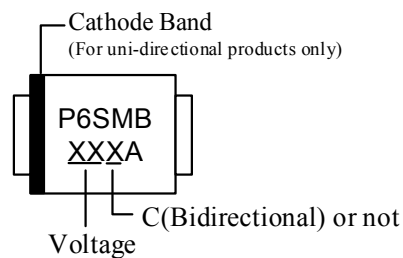 Cathode Band
(For uni-directional products only)
P6SMB
XXXA
C(Bidirectional) or not
Voltage